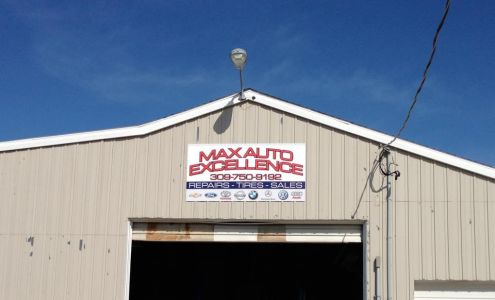 MAX AUTO
EXCELLENCE
309-750-9192
REPAIRS - TIRES - SALES